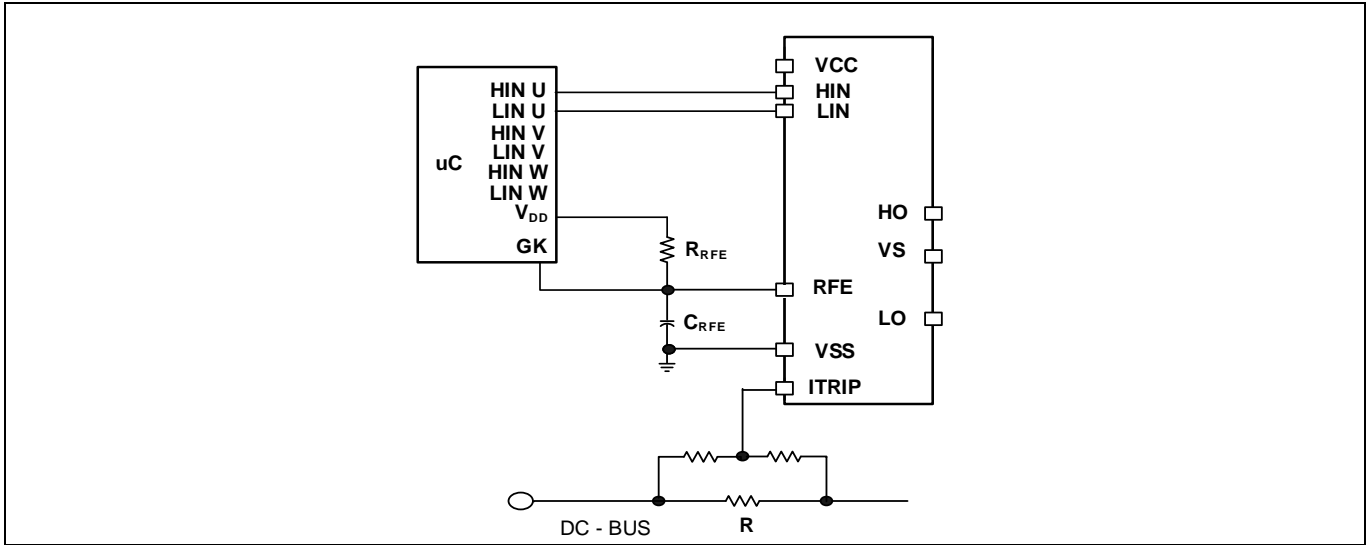 uC
HIN U
LIN U
HIN V
LIN V
HIN W
LIN W
VDD
GK
RRFE
CRFE
VCC
HIN
LIN
HO
VS
RFE
LO
VSS
ITRIP
DC - BUS
R